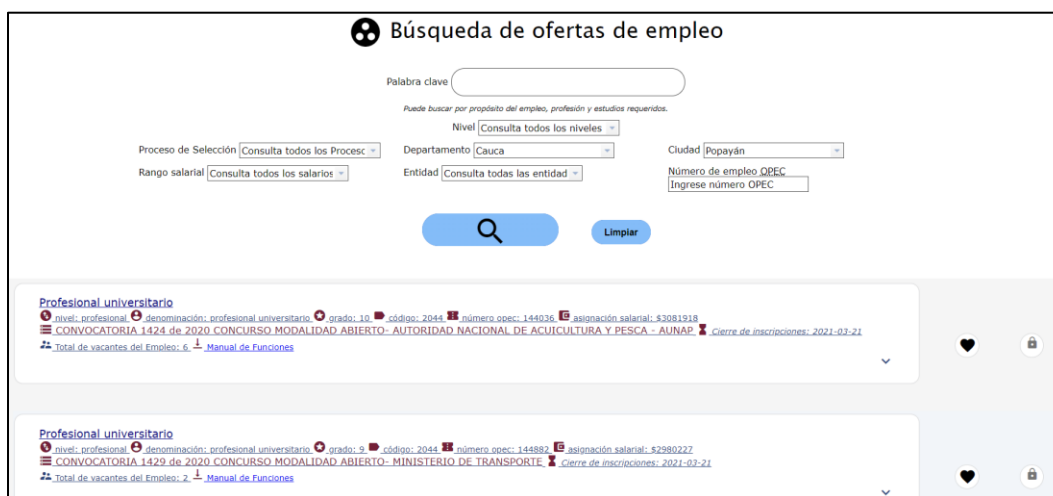 Búsqueda de ofertas de empleo
Palabra clave
Puede buscar por propósito del empleo, profesión y estudios requeridos.
Nivel Consulta todos los niveles
Proceso de Selección Consulta todos los Procesc Departamento Cauca Ciudad Popayán
Rango salarial Consulta todos los salarios Entidad Consulta todas las entidad Número de empleo OPEC
Ingrese número OPEC
Limpiar
Profesional universitario
nivel: profesional denominación: profesional universitario grado: 10 código: 2044 número opec: 144036 asignación salarial: $3081918
CONVOCATORIA 1424 de 2020 CONCURSO MODALIDAD ABIERTO- AUTORIDAD NACIONAL DE ACUICULTURA Y PESCA - AUNAP Cierre de inscripciones: 2021-03-21
Total de vacantes del Empleo: 6 Manual de Funciones
Profesional universitario
nivel: profesional denominación: profesional universitario grado: 9 código: 2044 número opec: 144882 asignación salarial: $2980227
CONVOCATORIA 1429 de 2020 CONCURSO MODALIDAD ABIERTO- MINISTERIO DE TRANSPORTE Cierre de inscripciones: 2021-03-21
Total de vacantes del Empleo: 2 Manual de Funciones